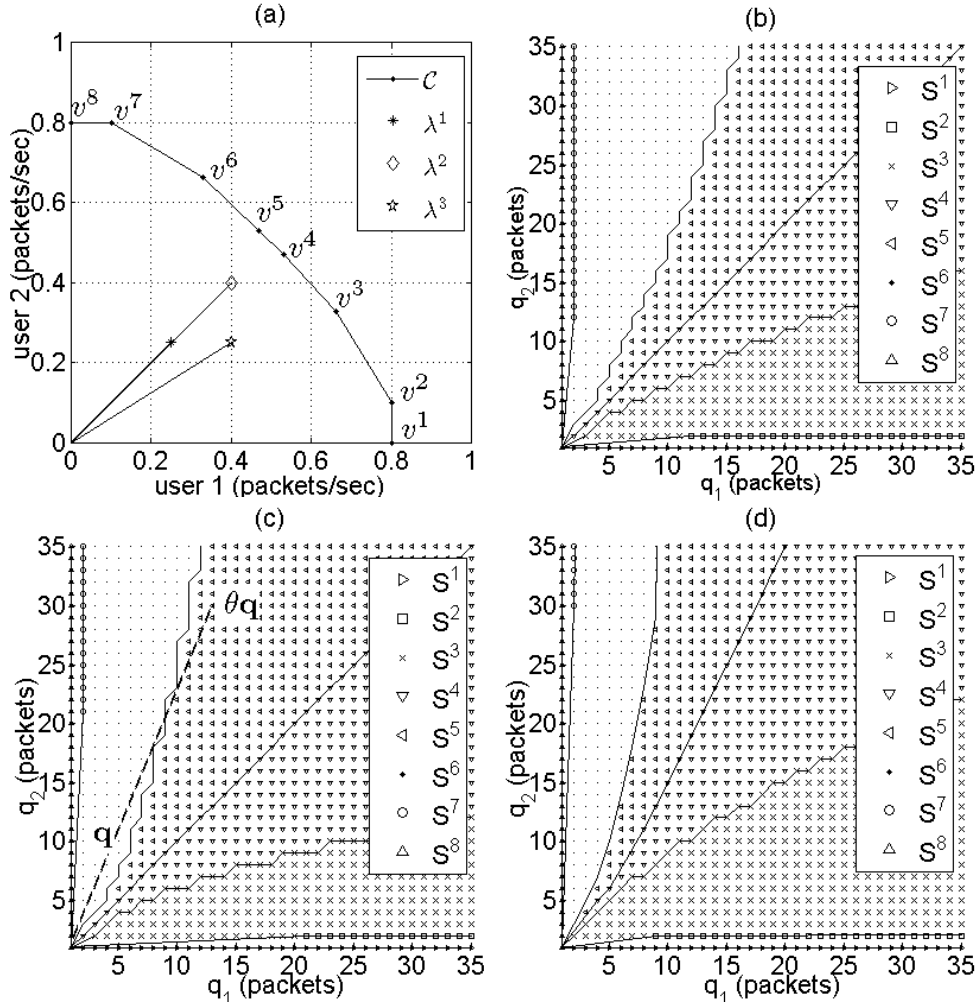 (a)
1
0.8
0.6
0.4
0.2
0
0 0.2 0.4 0.6 0.8 1
user 2 (packets/sec)
user 1 (packets/sec)
v⁸
v⁷
v⁶
v⁵
v⁴
v³
v²
v¹
C
λ¹
λ²
λ³
(b)
35
30
25
20
15
10
5
5 10 15 20 25 30 35
q₂ (packets)
q₁ (packets)
S¹
S²
S³
S⁴
S⁵
S⁶
S⁷
S⁸
(c)
35
30
25
20
15
10
5
5 10 15 20 25 30 35
q₂ (packets)
q₁ (packets)
θq
q
S¹
S²
S³
S⁴
S⁵
S⁶
S⁷
S⁸
(d)
35
30
25
20
15
10
5
5 10 15 20 25 30 35
q₂ (packets)
q₁ (packets)
S¹
S²
S³
S⁴
S⁵
S⁶
S⁷
S⁸